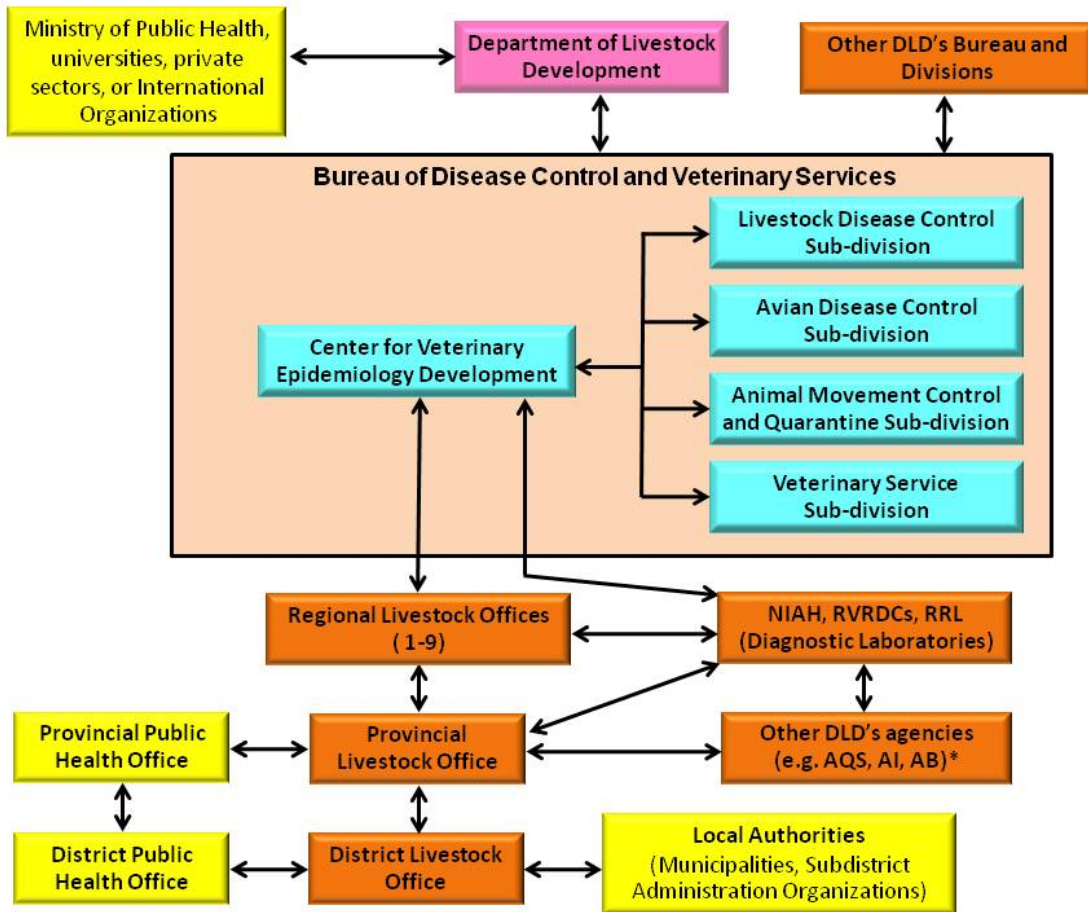 Ministry of Public Health,
universities, private
sectors, or International
Organizations
Department of Livestock
Development
Other DLD's Bureau and
Divisions
Bureau of Disease Control and Veterinary Services
Livestock Disease Control
Sub-division
Avian Disease Control
Sub-division
Center for Veterinary
Epidemiology Development
Animal Movement Control
and Quarantine Sub-division
Veterinary Service
Sub-division
Regional Livestock Offices
( 1-9)
NIAH, RVRDCs, RRL
(Diagnostic Laboratories)
Provincial Public
Health Office
Provincial
Livestock Office
Other DLD's agencies
(e.g. AQS, AI, AB)*
District Public
Health Office
District Livestock
Office
Local Authorities
(Municipalities, Subdistrict
Administration Organizations)